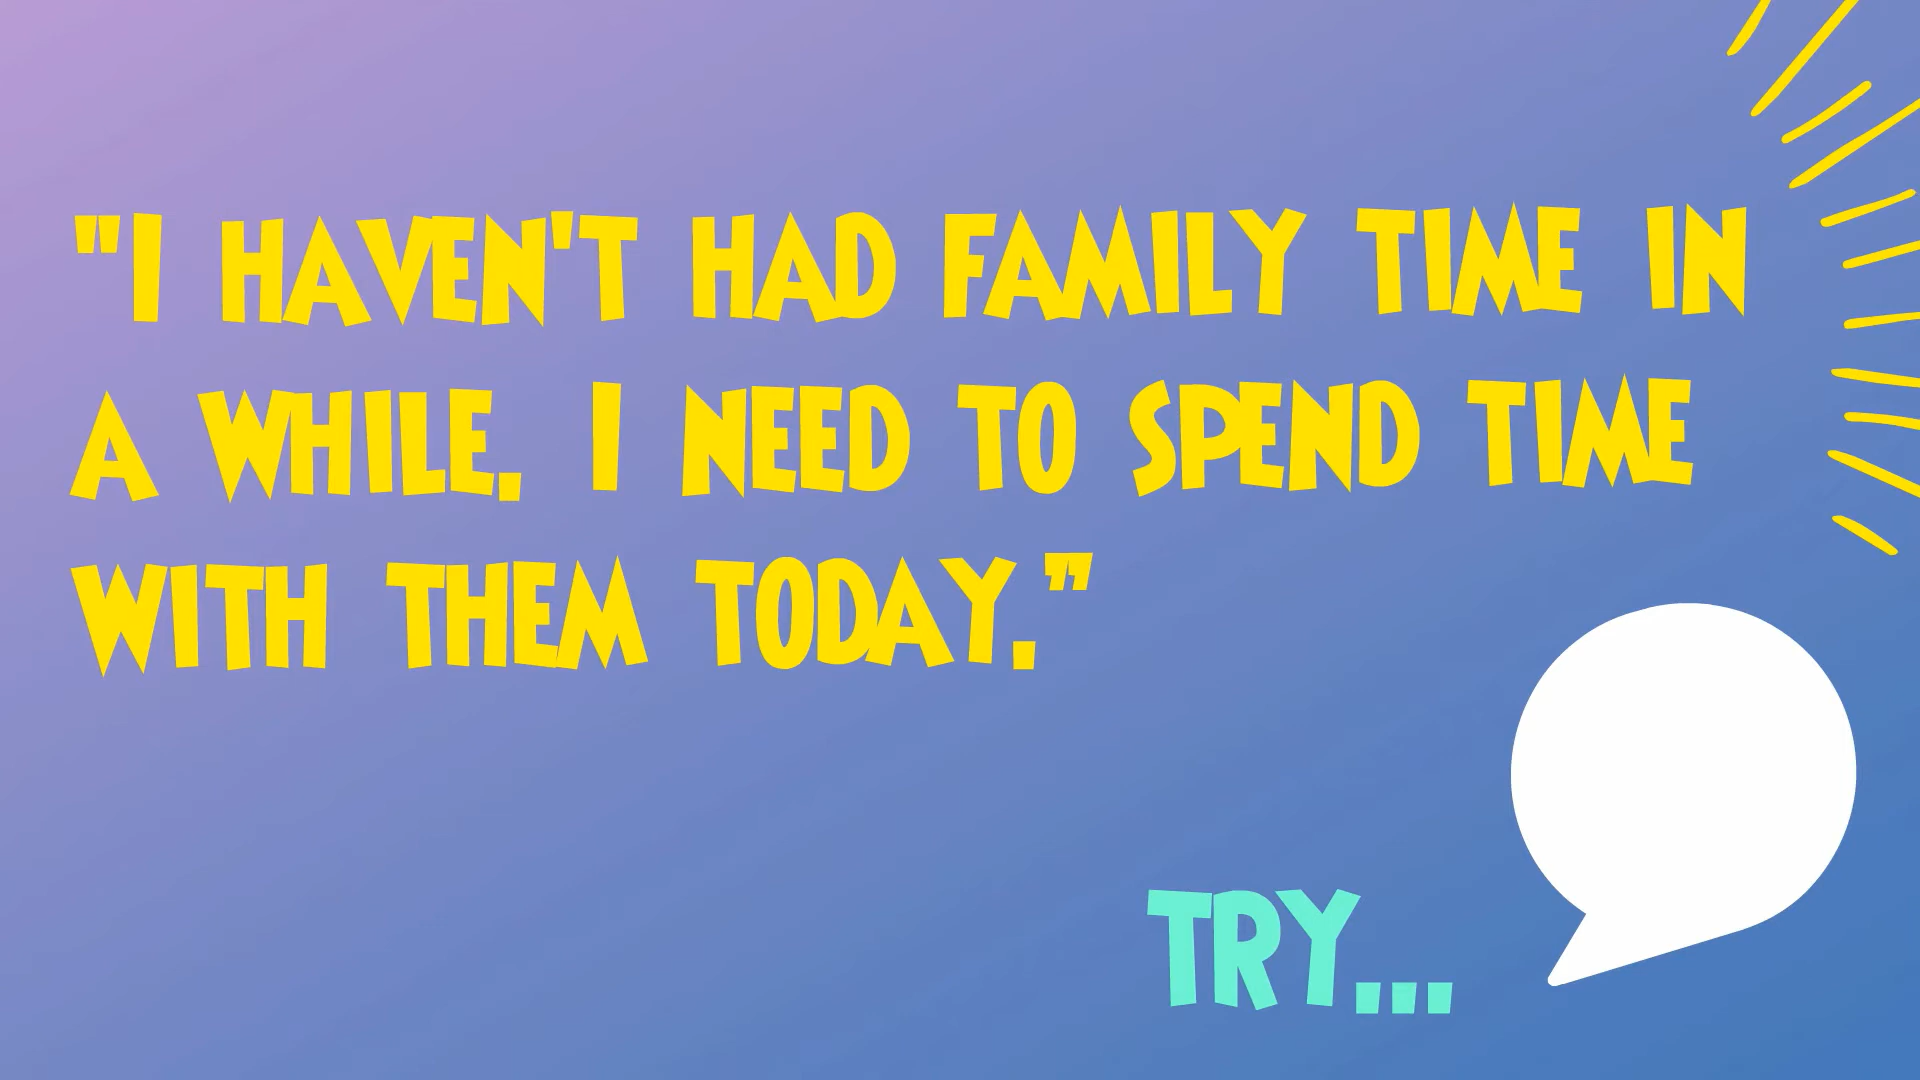 "I HAVEN'T HAD FAMILY TIME IN
A WHILE. I NEED TO SPEND TIME
WITH THEM TODAY.”
TRY...